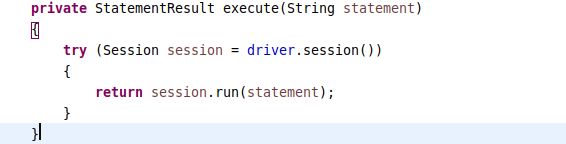 private StatementResult execute(String statement)
{
try (Session session = driver.session())
{
return session.run(statement);
}
}